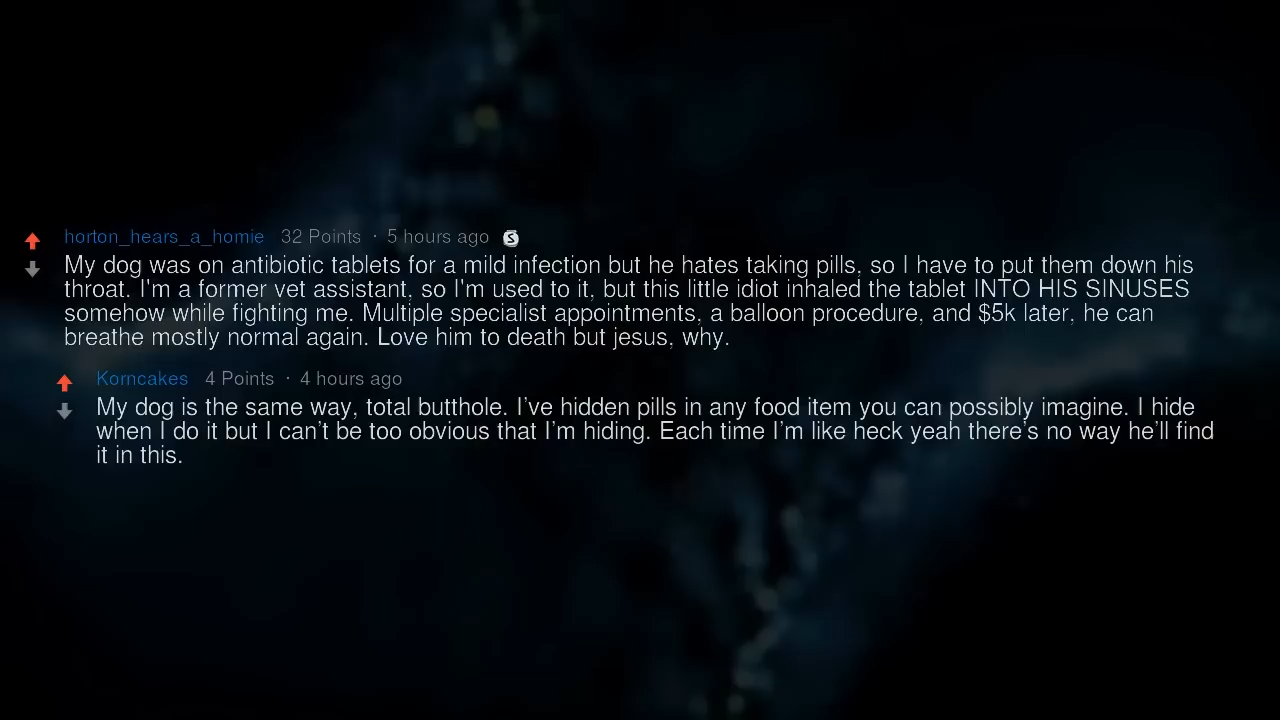 horton_hears_a_homie 32 Points · 5 hours ago S
My dog was on antibiotic tablets for a mild infection but he hates taking pills, so I have to put them down his
throat. I'm a former vet assistant, so I'm used to it, but this little idiot inhaled the tablet INTO HIS SINUSES
somehow while fighting me. Multiple specialist appointments, a balloon procedure, and $5k later, he can
breathe mostly normal again. Love him to death but jesus, why.
Korncakes 4 Points · 4 hours ago
My dog is the same way, total butthole. I’ve hidden pills in any food item you can possibly imagine. I hide
when I do it but I can’t be too obvious that I’m hiding. Each time I’m like heck yeah there’s no way he’ll find
it in this.